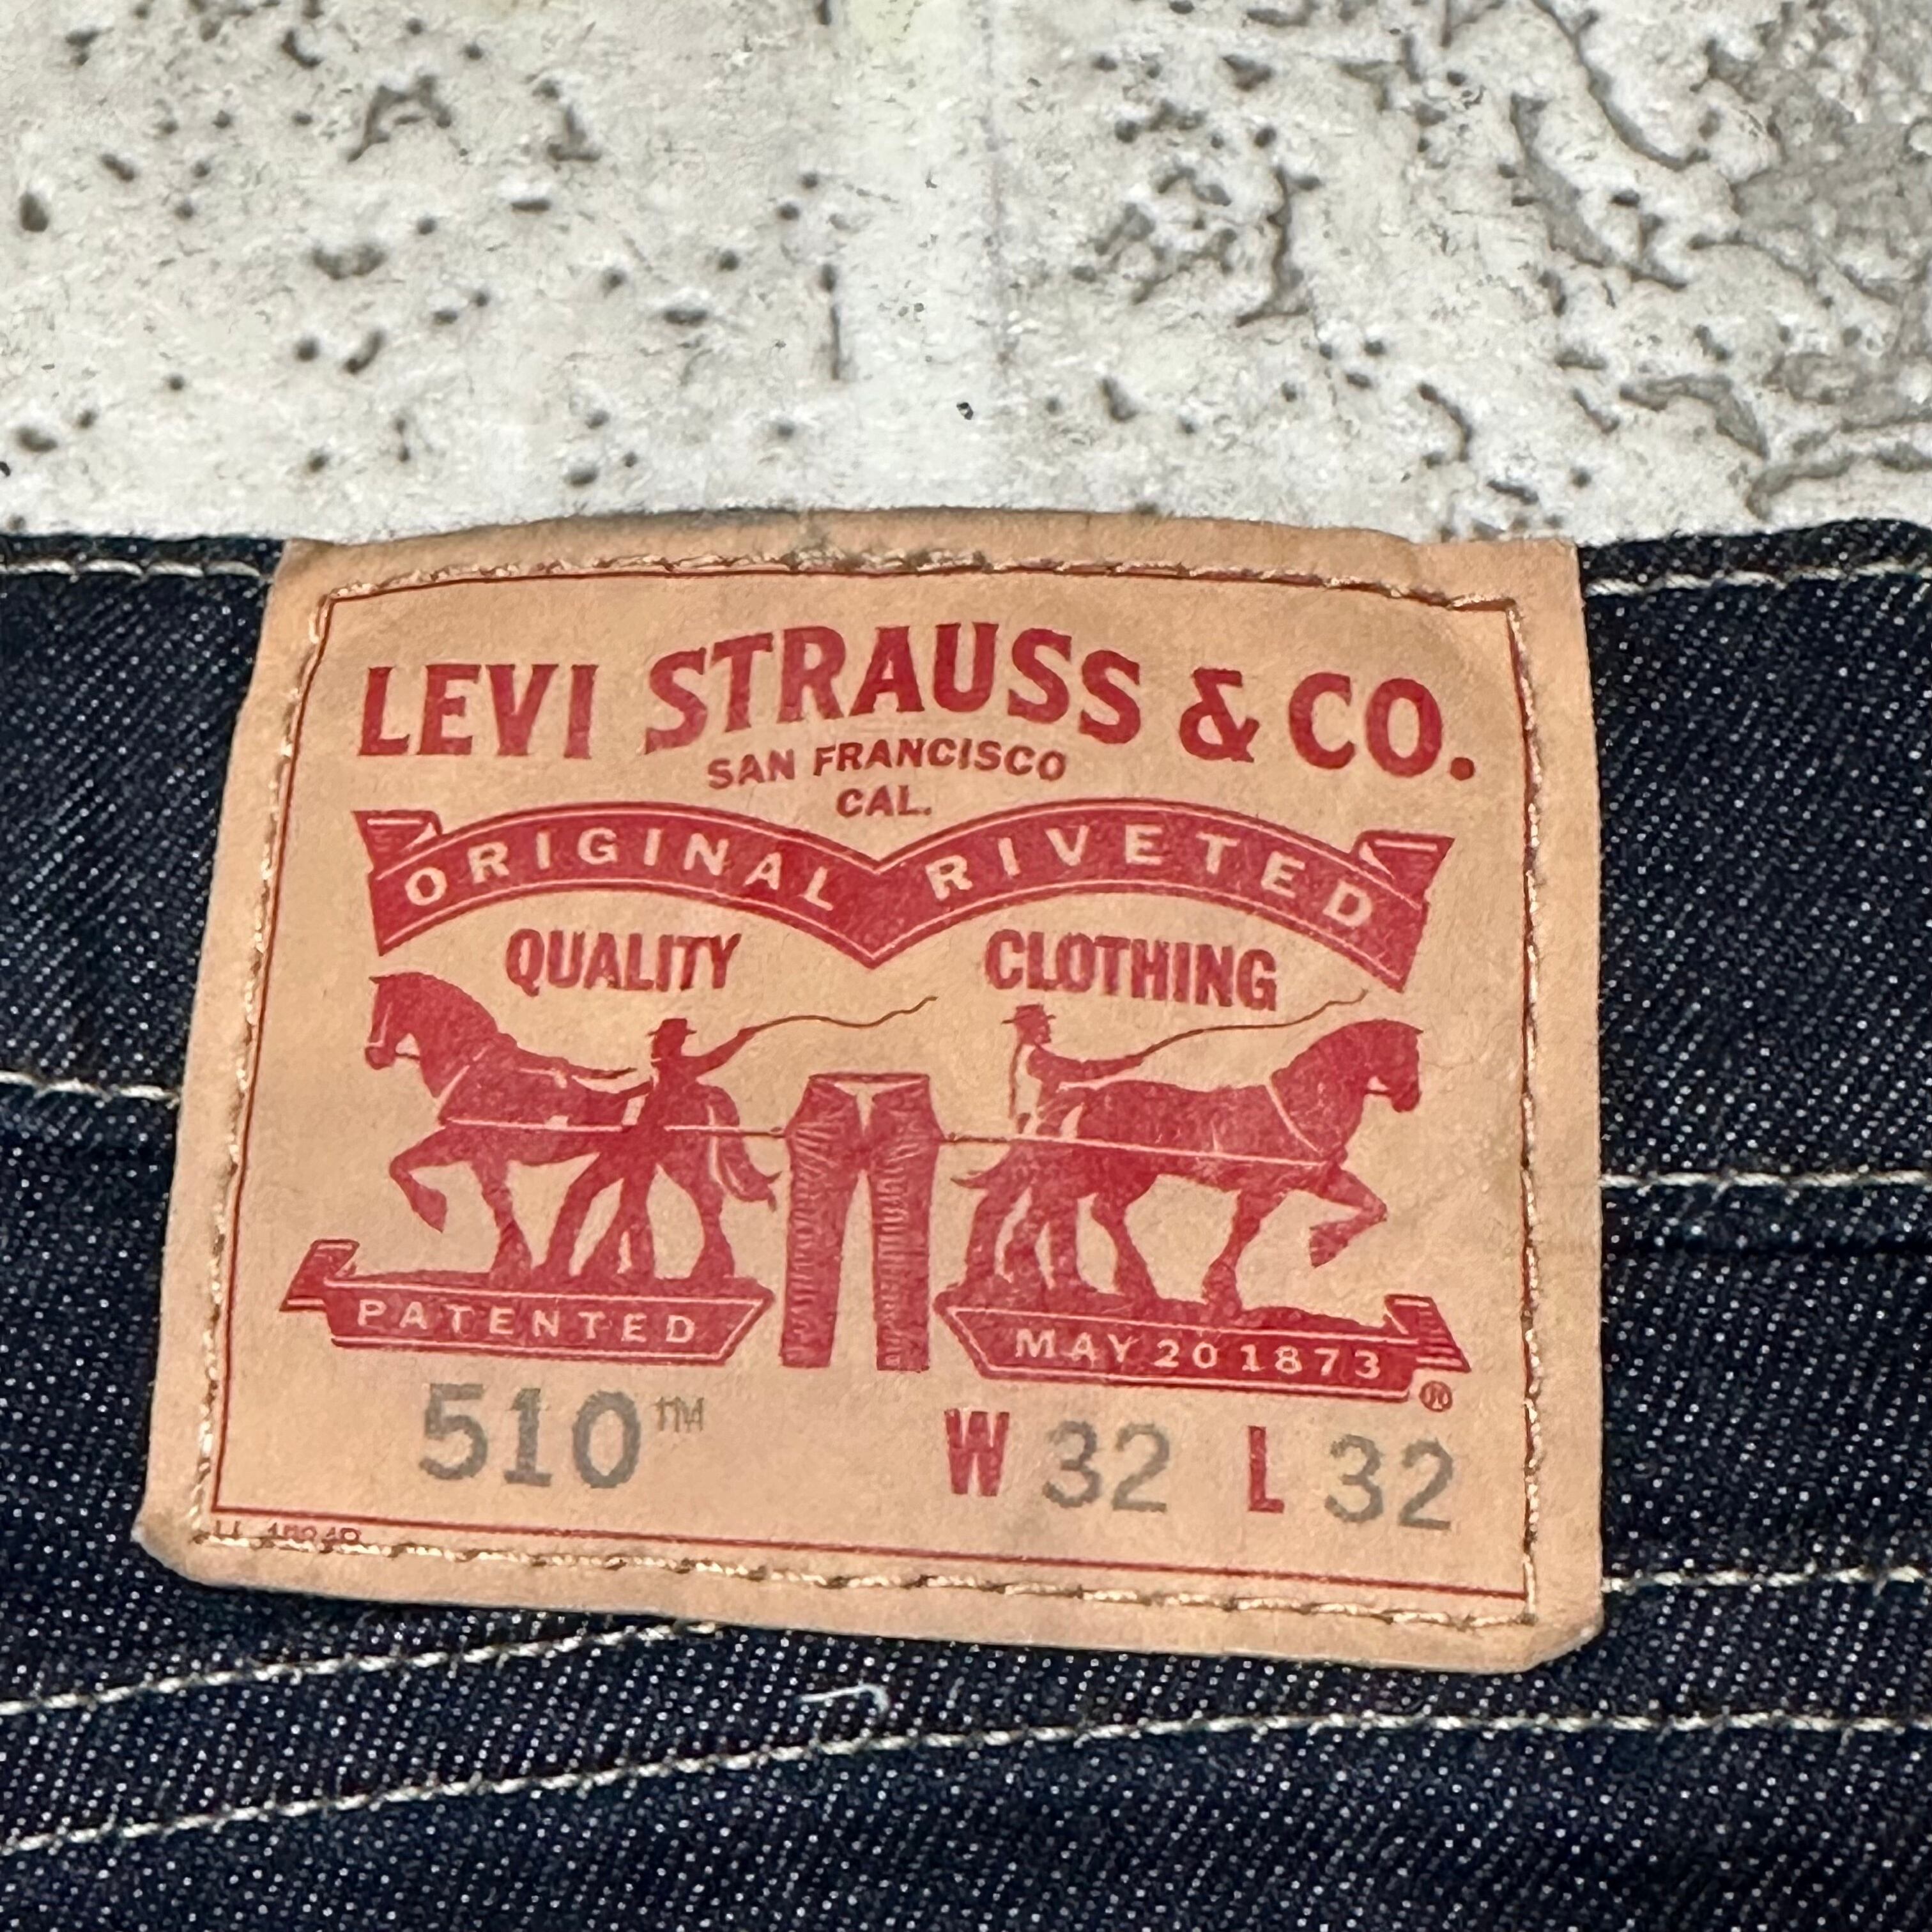 LEVI STRAUSS & CO.
SAN FRANCISCO
CAL.
ORIGINAL RIVETED
QUALITY CLOTHING
PATENTED MAY 20 1873
®
510™ W 32 L 32